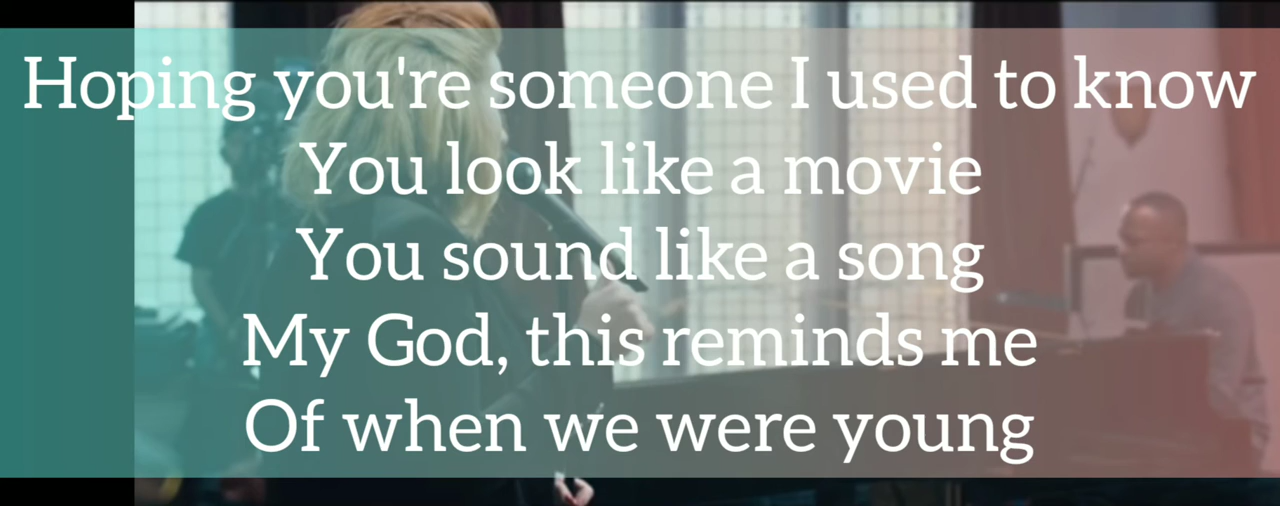 Hoping you're someone I used to know
You look like a movie
You sound like a song
My God, this reminds me
Of when we were young